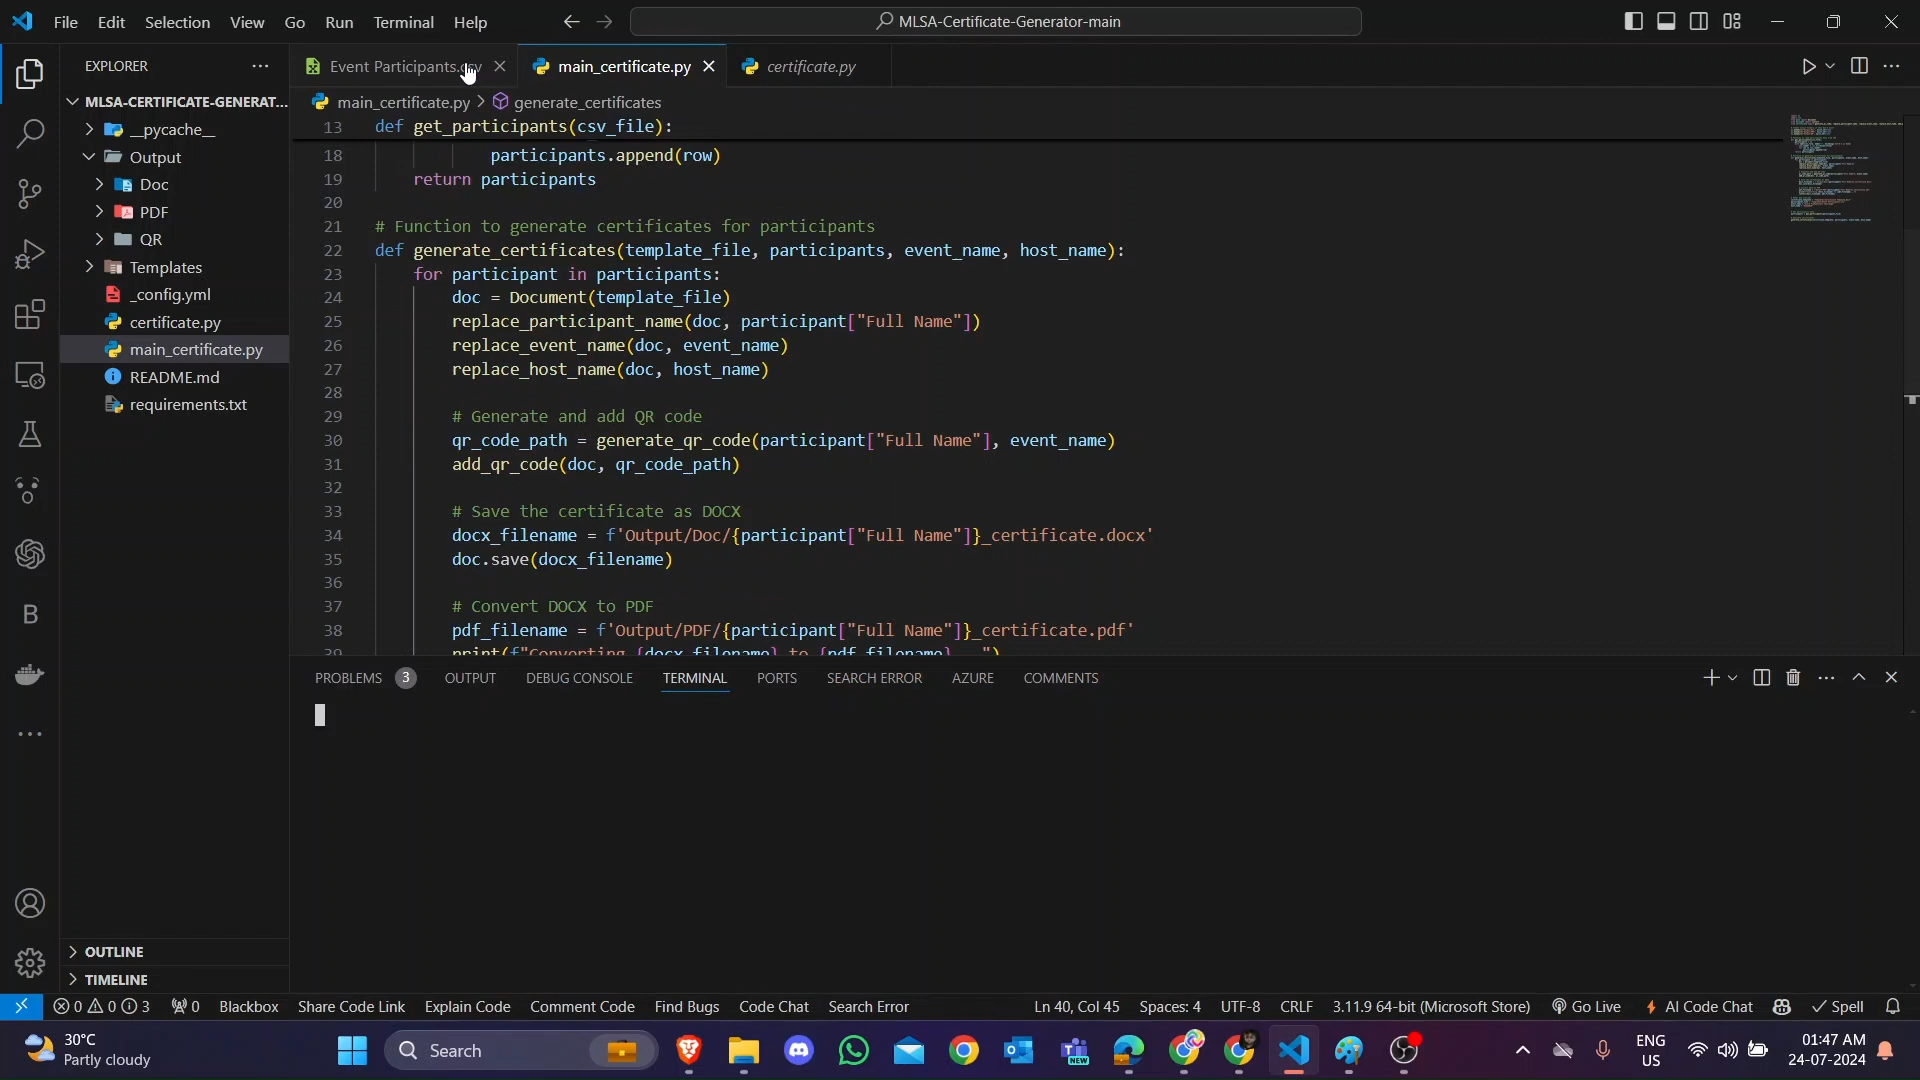 File Edit Selection View Go Run Terminal Help
MLSA-Certificate-Generator-main
EXPLORER
MLSA-CERTIFICATE-GENERAT...
__pycache__
Output
Doc
PDF
QR
Templates
_config.yml
certificate.py
main_certificate.py
README.md
requirements.txt
OUTLINE
TIMELINE
Event Participants.csv
main_certificate.py
certificate.py
main_certificate.py > generate_certificates
13 def get_participants(csv_file):
18 participants.append(row)
19 return participants
20
21 # Function to generate certificates for participants
22 def generate_certificates(template_file, participants, event_name, host_name):
23 for participant in participants:
24 doc = Document(template_file)
25 replace_participant_name(doc, participant["Full Name"])
26 replace_event_name(doc, event_name)
27 replace_host_name(doc, host_name)
28
29 # Generate and add QR code
30 qr_code_path = generate_qr_code(participant["Full Name"], event_name)
31 add_qr_code(doc, qr_code_path)
32
33 # Save the certificate as DOCX
34 docx_filename = f'Output/Doc/{participant["Full Name"]}_certificate.docx'
35 doc.save(docx_filename)
36
37 # Convert DOCX to PDF
38 pdf_filename = f'Output/PDF/{participant["Full Name"]}_certificate.pdf'
39 print(f"Converting {docx_filename} to {pdf_filename}...")
PROBLEMS 3 OUTPUT DEBUG CONSOLE TERMINAL PORTS SEARCH ERROR AZURE COMMENTS
0 0 3 0 Blackbox Share Code Link Explain Code Comment Code Find Bugs Code Chat Search Error Ln 40, Col 45 Spaces: 4 UTF-8 CRLF 3.11.9 64-bit (Microsoft Store) Go Live AI Code Chat Spell
30°C
Partly cloudy
Search
NEW
ENG
US
01:47 AM
24-07-2024